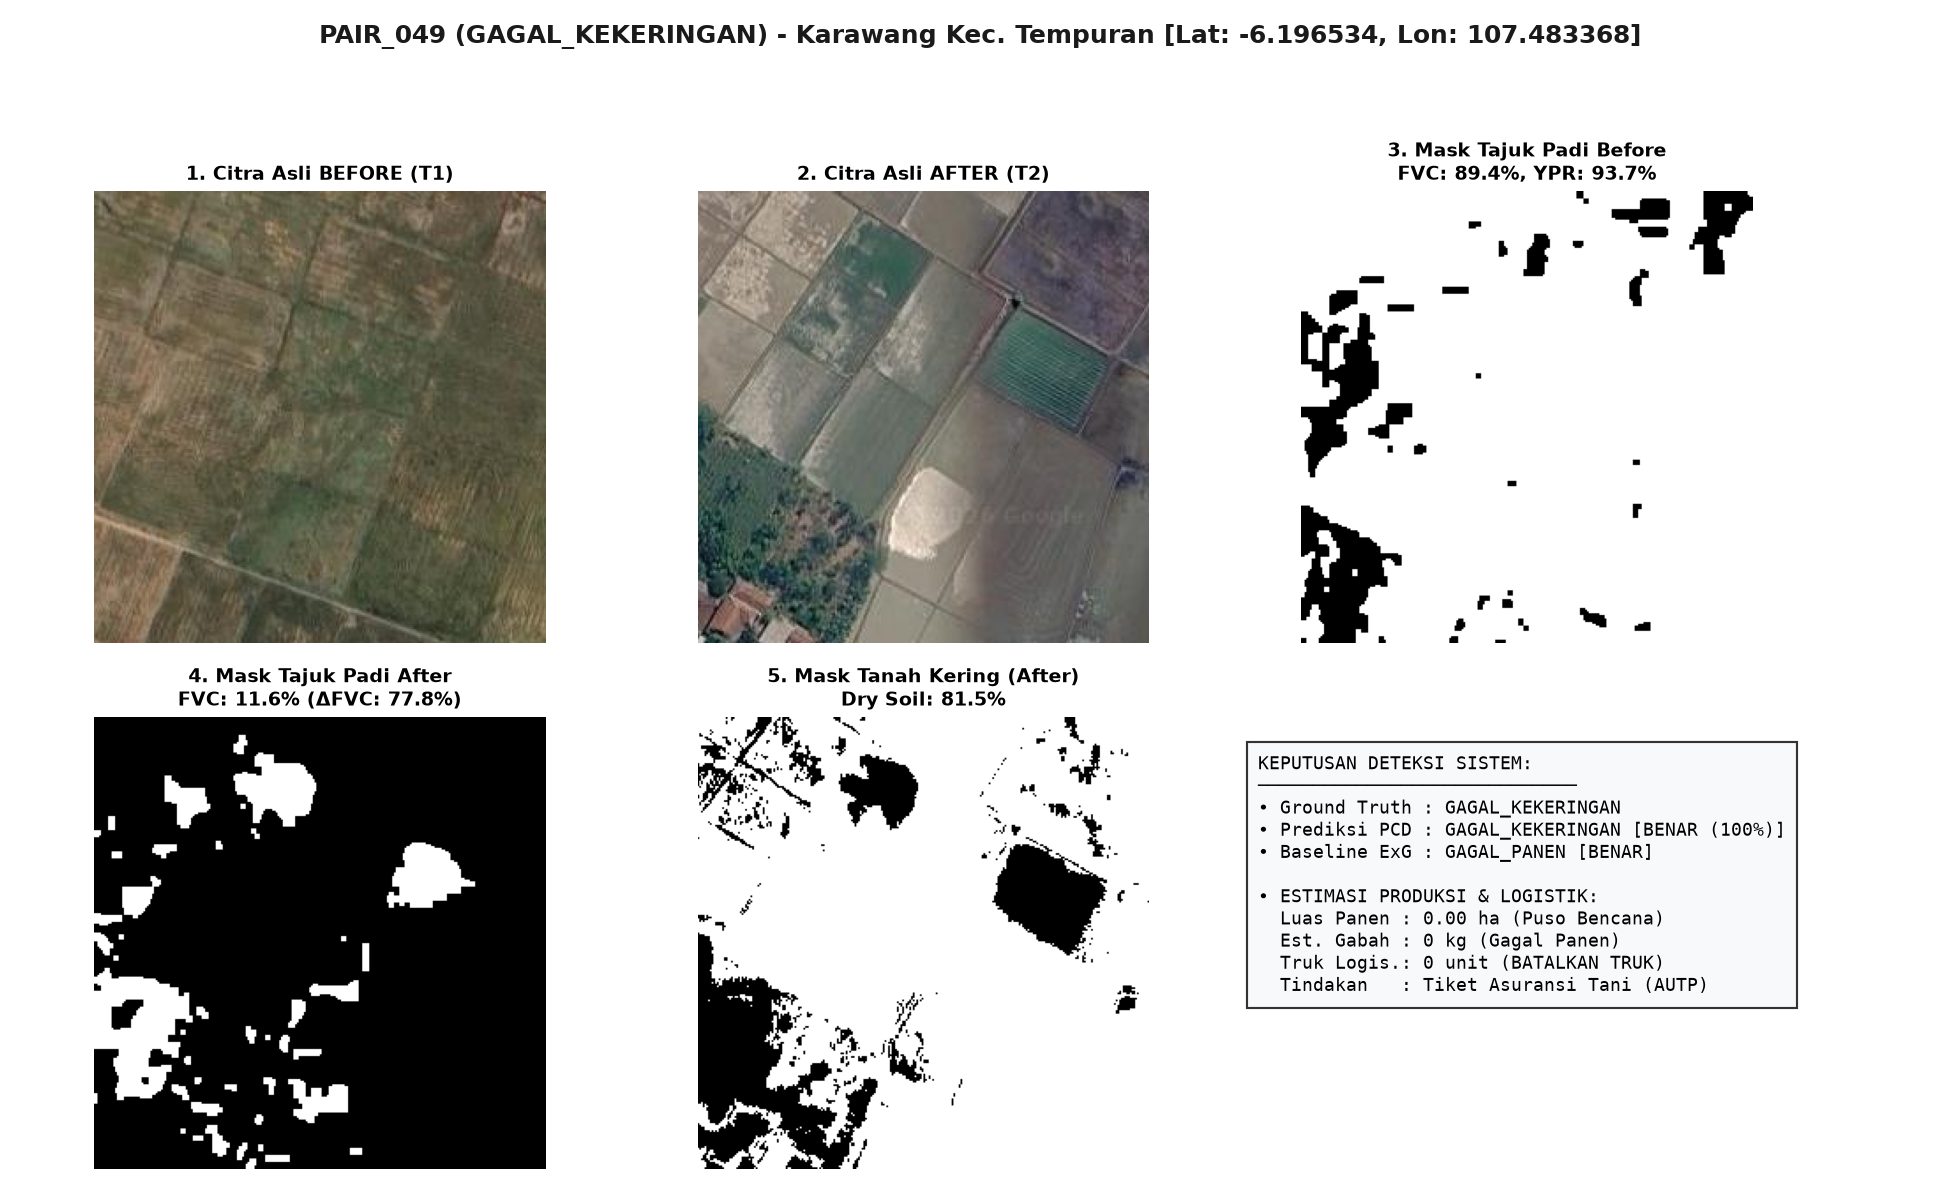 PAIR_049 (GAGAL_KEKERINGAN) - Karawang Kec. Tempuran [Lat: -6.196534, Lon: 107.483368]
1. Citra Asli BEFORE (T1)
2. Citra Asli AFTER (T2)
3. Mask Tajuk Padi Before
FVC: 89.4%, YPR: 93.7%
4. Mask Tajuk Padi After
FVC: 11.6% (ΔFVC: 77.8%)
5. Mask Tanah Kering (After)
Dry Soil: 81.5%
KEPUTUSAN DETEKSI SISTEM:
• Ground Truth : GAGAL_KEKERINGAN
• Prediksi PCD : GAGAL_KEKERINGAN [BENAR (100%)]
• Baseline ExG : GAGAL_PANEN [BENAR]
• ESTIMASI PRODUKSI & LOGISTIK:
Luas Panen : 0.00 ha (Puso Bencana)
Est. Gabah : 0 kg (Gagal Panen)
Truk Logis.: 0 unit (BATALKAN TRUK)
Tindakan : Tiket Asuransi Tani (AUTP)
Google